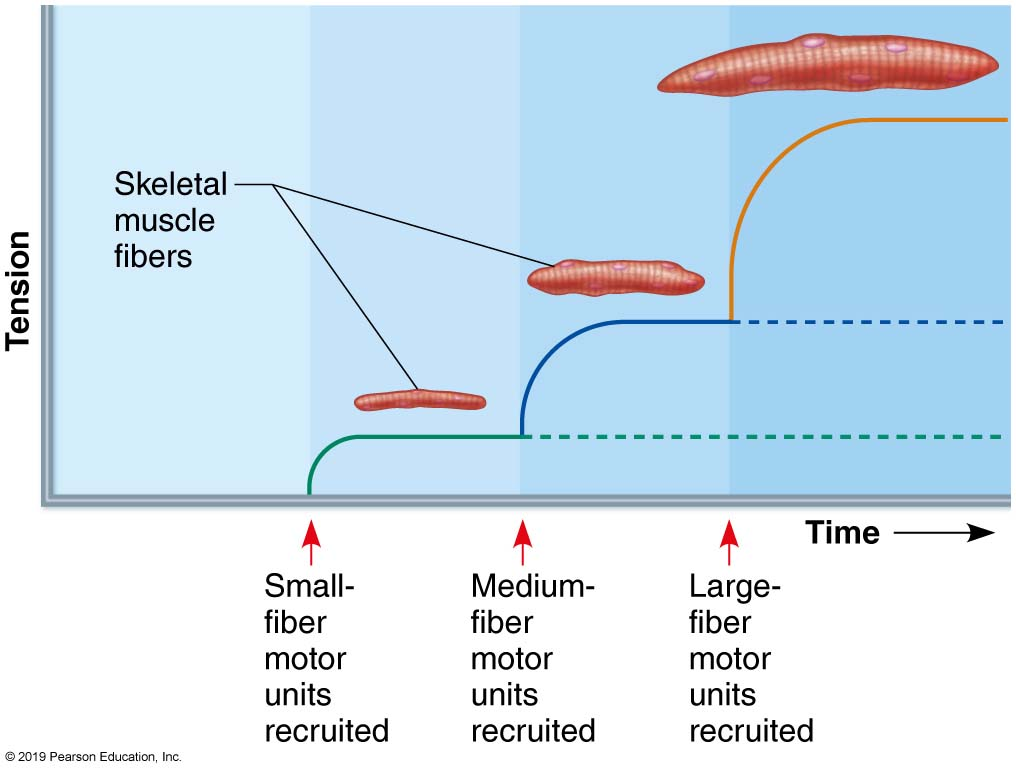 Skeletal
muscle
fibers
Tension
Time
Small-
fiber
motor
units
recruited
Medium-
fiber
motor
units
recruited
Large-
fiber
motor
units
recruited
© 2019 Pearson Education, Inc.